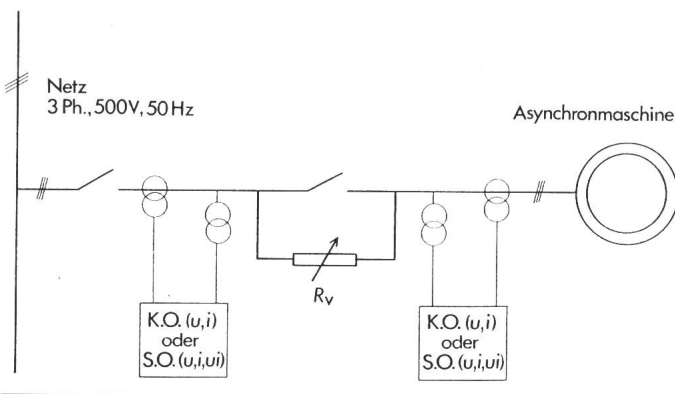 Netz
3 Ph., 500V, 50 Hz
Asynchronmaschine
Rv
K.O. (u,i)
oder
S.O. (u,i,ui)
K.O. (u,i)
oder
S.O. (u,i,ui)